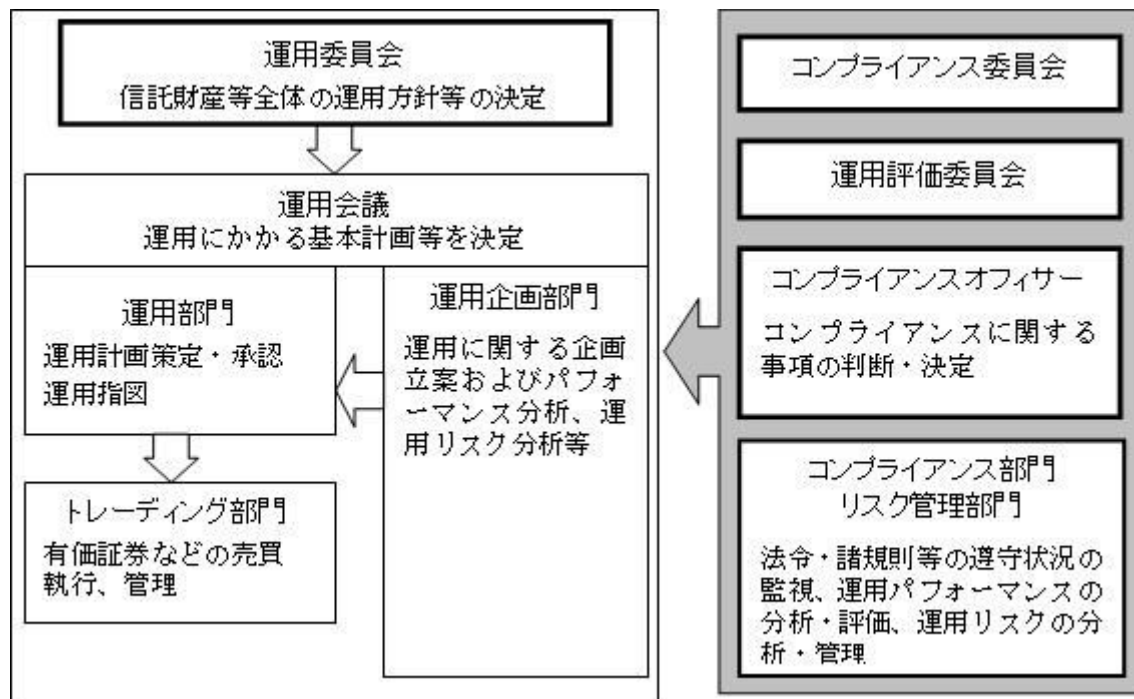 運用委員会
信託財産等全体の運用方針等の決定
運用会議
運用にかかる基本計画等を決定
運用部門
運用計画策定・承認
運用指図
運用企画部門
運用に関する企画
立案およびパフォ
ーマンス分析、運
用リスク分析等
トレーディング部門
有価証券などの売買
執行、管理
コンプライアンス委員会
運用評価委員会
コンプライアンスオフィサー
コンプライアンスに関する
事項の判断・決定
コンプライアンス部門
リスク管理部門
法令・諸規則等の遵守状況の
監視、運用パフォーマンスの
分析・評価、運用リスクの分
析・管理